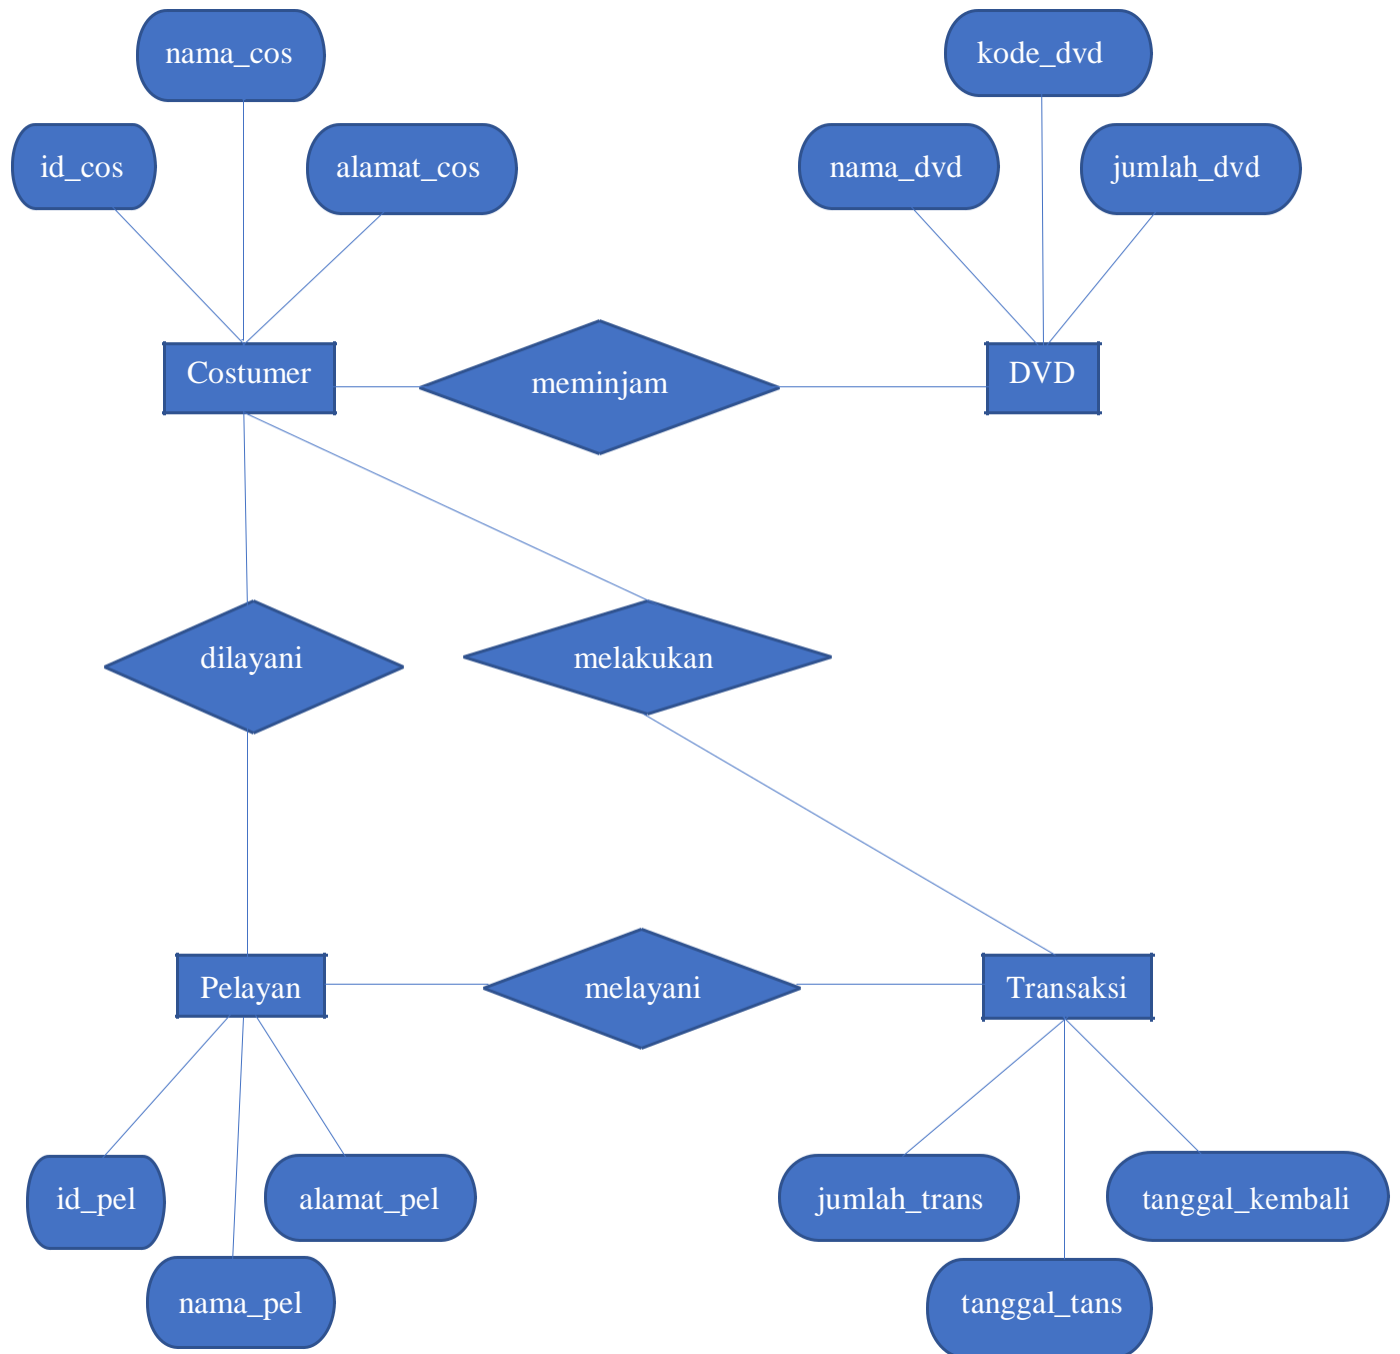 nama_cos
kode_dvd
id_cos
alamat_cos
nama_dvd
jumlah_dvd
Costumer
meminjam
DVD
dilayani
melakukan
Pelayan
melayani
Transaksi
id_pel
alamat_pel
jumlah_trans
tanggal_kembali
nama_pel
tanggal_tans